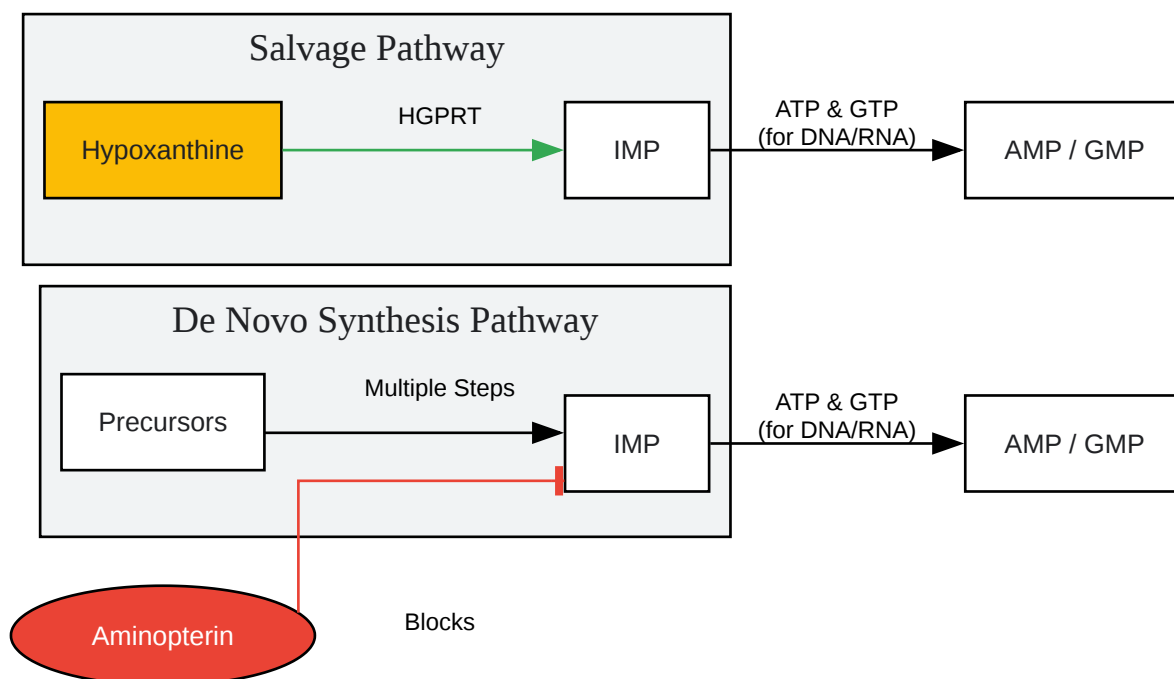 Salvage Pathway
Hypoxanthine
HGPRT
IMP
ATP & GTP
(for DNA/RNA)
AMP / GMP
De Novo Synthesis Pathway
Precursors
Multiple Steps
IMP
ATP & GTP
(for DNA/RNA)
AMP / GMP
Aminopterin
Blocks